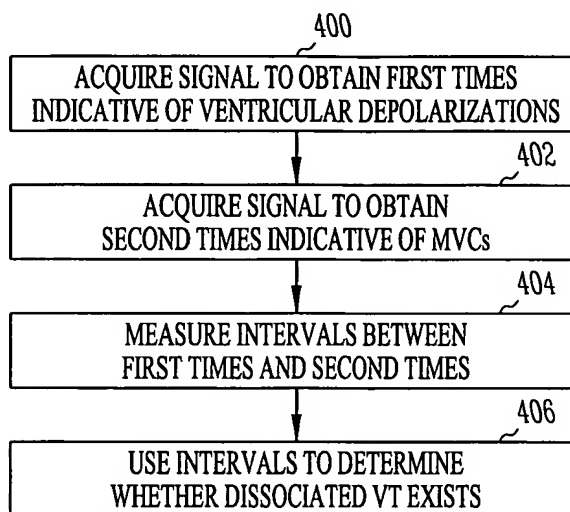 400
ACQUIRE SIGNAL TO OBTAIN FIRST TIMES
INDICATIVE OF VENTRICULAR DEPOLARIZATIONS
402
ACQUIRE SIGNAL TO OBTAIN
SECOND TIMES INDICATIVE OF MVCs
404
MEASURE INTERVALS BETWEEN
FIRST TIMES AND SECOND TIMES
406
USE INTERVALS TO DETERMINE
WHETHER DISSOCIATED VT EXISTS